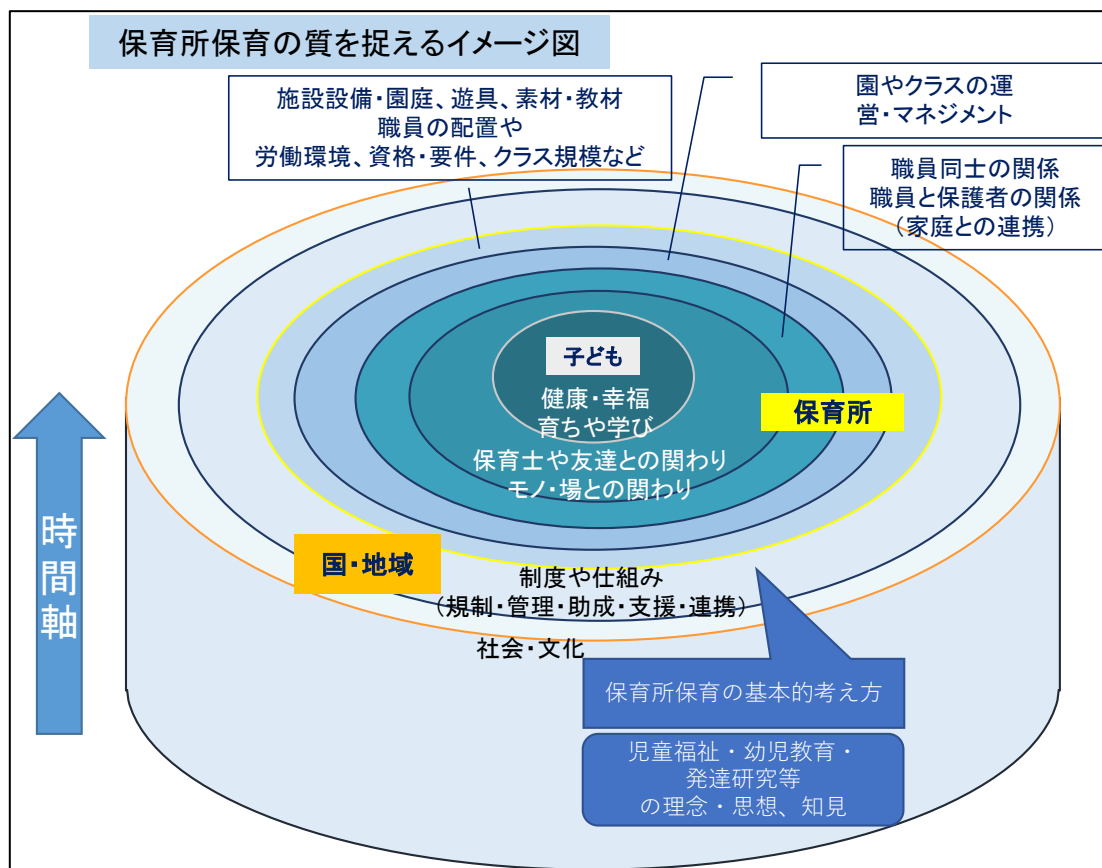 保育所保育の質を捉えるイメージ図
施設設備・園庭、遊具、素材・教材
職員の配置や
労働環境、資格・要件、クラス規模など
園やクラスの運
営・マネジメント
職員同士の関係
職員と保護者の関係
(家庭との連携)
子ども
健康・幸福
育ちや学び
保育士や友達との関わり
モノ・場との関わり
保育所
時間軸
国・地域
制度や仕組み
(規制・管理・助成・支援・連携)
社会・文化
保育所保育の基本的考え方
児童福祉・幼児教育・
発達研究等
の理念・思想、知見